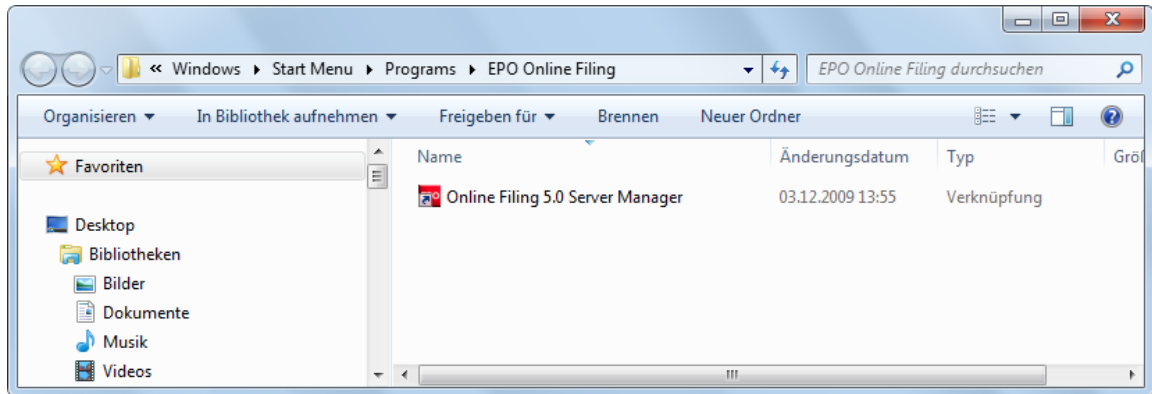 « Windows ▸ Start Menu ▸ Programs ▸ EPO Online Filing
EPO Online Filing durchsuchen
Organisieren In Bibliothek aufnehmen Freigeben für Brennen Neuer Ordner
Favoriten
Desktop
Bibliotheken
Bilder
Dokumente
Musik
Videos
Name Änderungsdatum Typ
Online Filing 5.0 Server Manager 03.12.2009 13:55 Verknüpfung